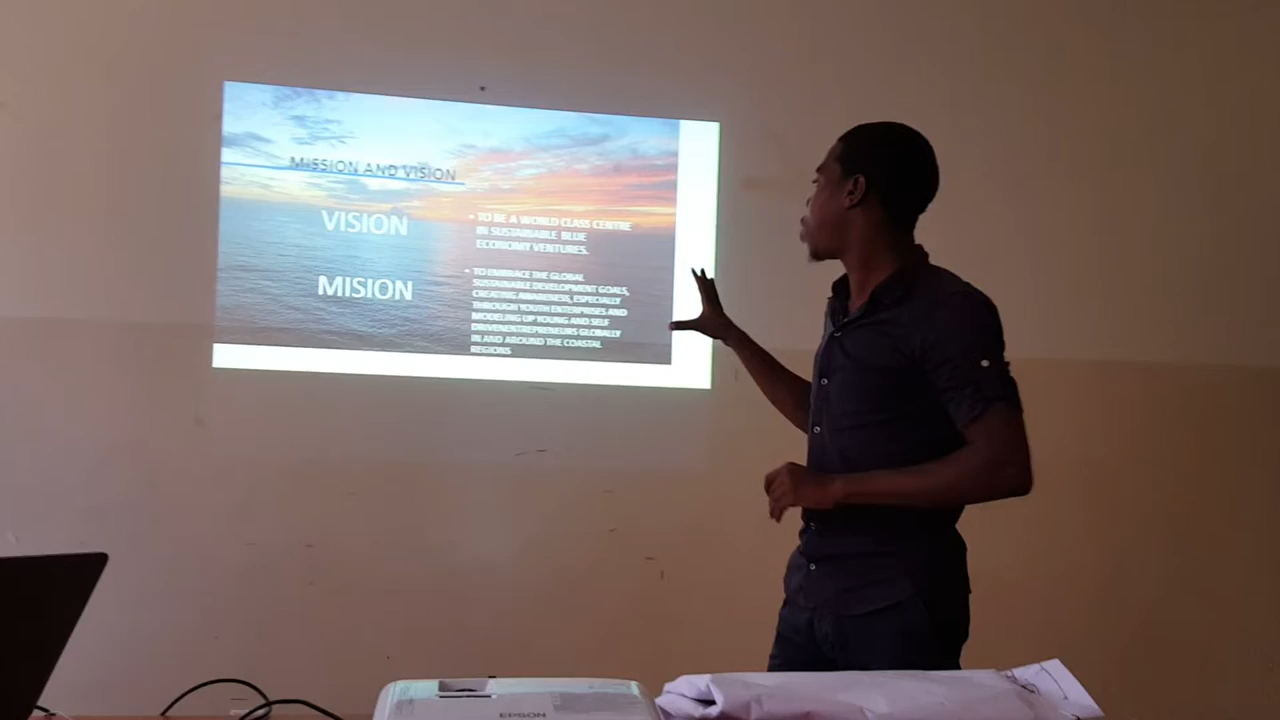 MISSION AND VISION
VISION
• TO BE A WORLD CLASS CENTRE
IN SUSTAINABLE BLUE
ECONOMY VENTURES.
MISION
• TO EMBRACE THE GLOBAL
SUSTAINABLE DEVELOPMENT GOALS,
CREATING AWARENESS, ESPECIALLY
THROUGH YOUTH ENTERPRISES AND
MODELING UP YOUNG AND SELF
DRIVENENTREPRENEURS GLOBALLY
IN AND AROUND THE COASTAL
REGIONS
EPSON